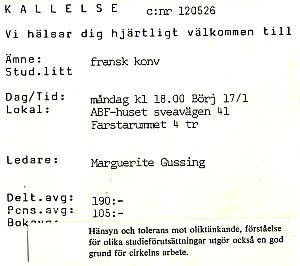 KALLELSE c:nr 120526
Vi hälsar dig hjärtligt välkommen till
Ämne: fransk konv
Stud.litt
Dag/Tid: måndag kl 18.00 Börj 17/1
Lokal: ABF-huset sveavägen 41
Farstarummet 4 tr
Ledare: Marguerite Gussing
Delt.avg: 190:-
Pens.avg: 105:-
Bokavg:
Hänsyn och tolerans mot oliktänkande, förståelse
för olika studieförutsättningar utgör också en god
grund för cirkelns arbete.